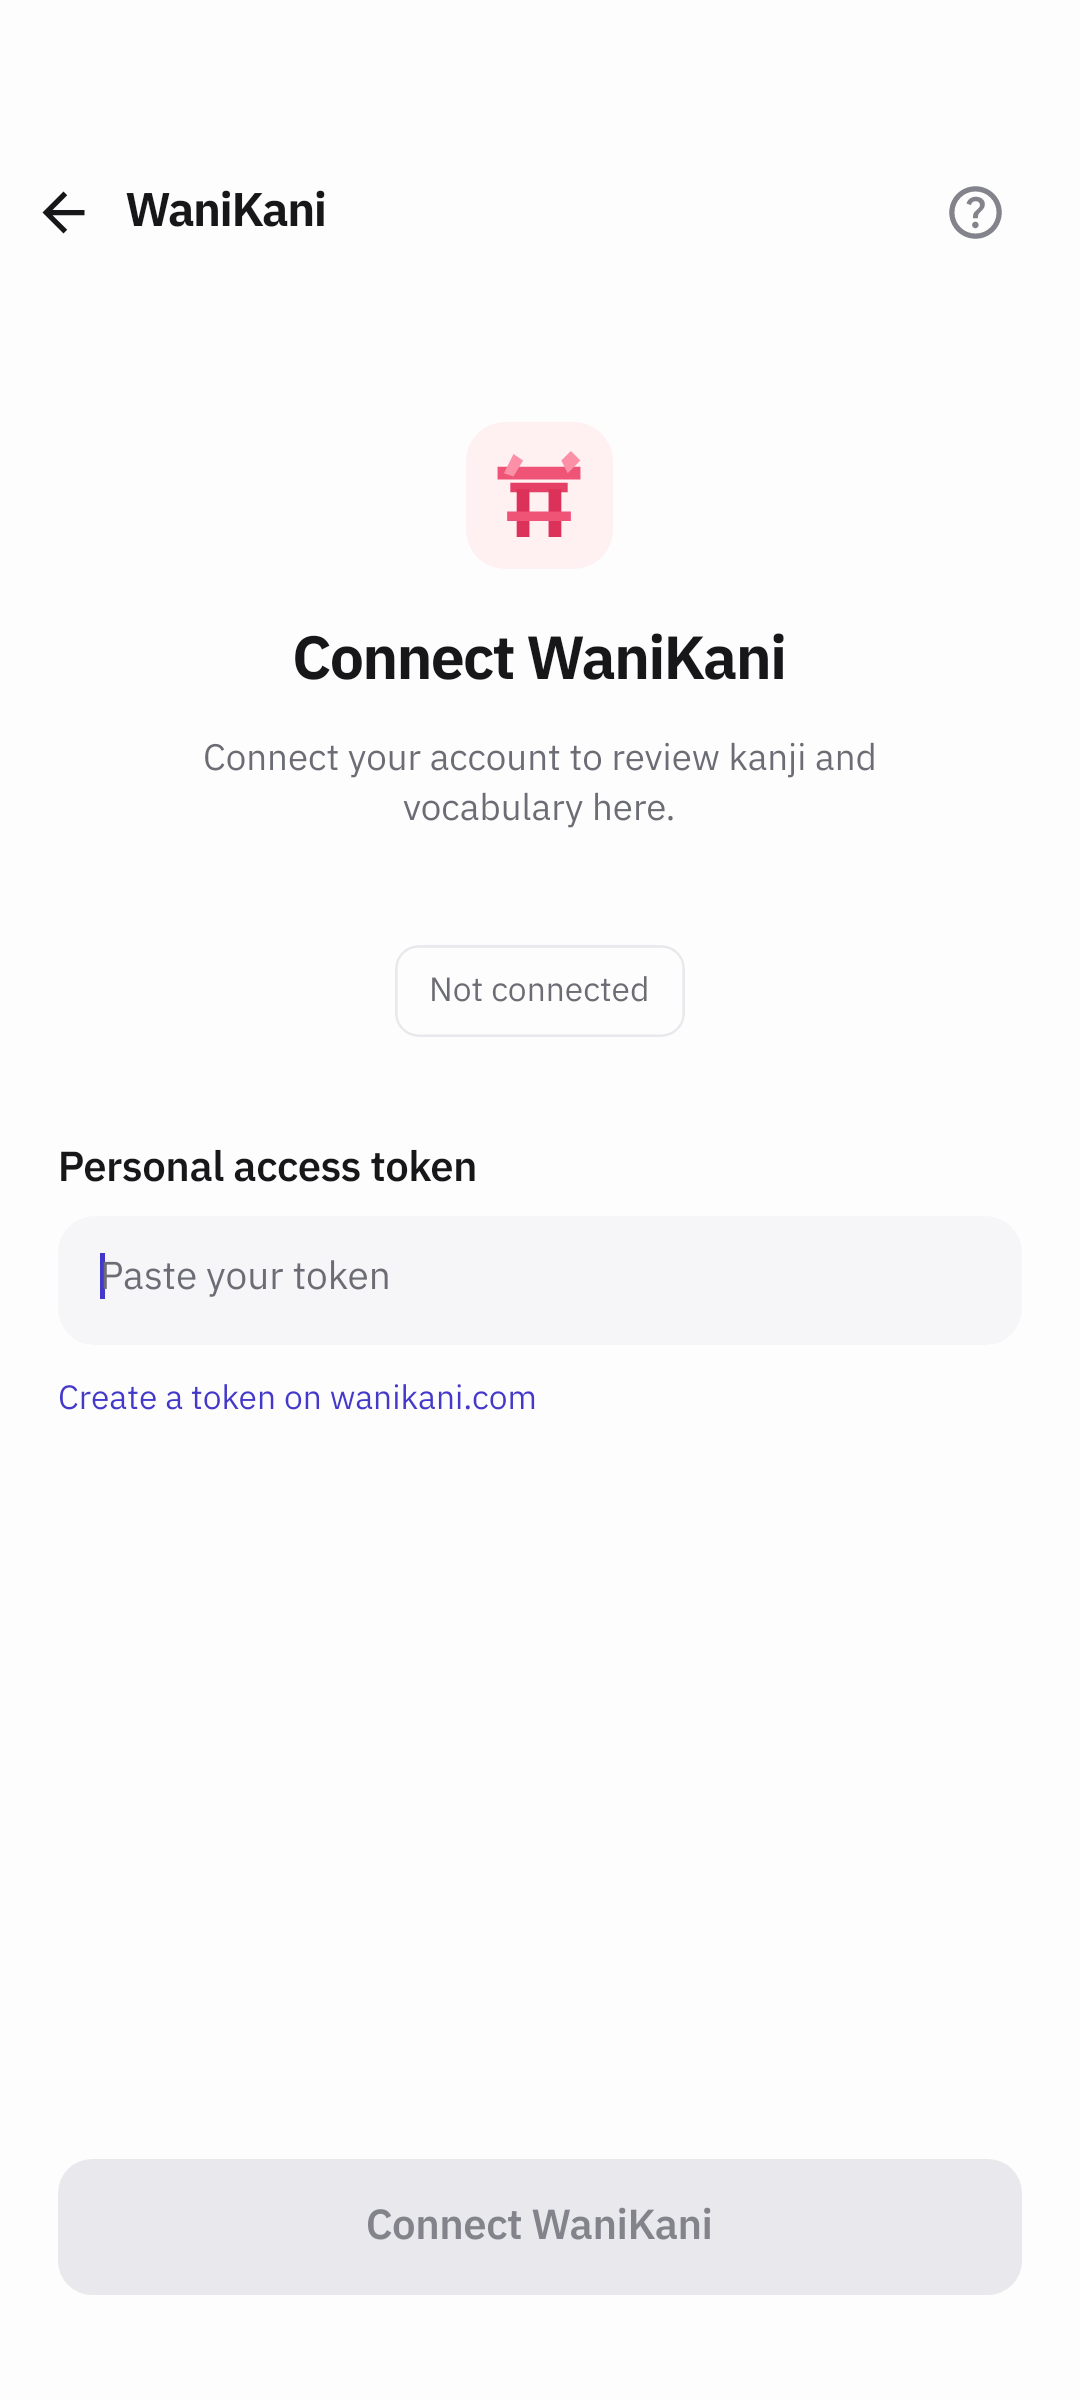 WaniKani
Connect WaniKani
Connect your account to review kanji and
vocabulary here.
Not connected
Personal access token
Paste your token
Create a token on wanikani.com
Connect WaniKani